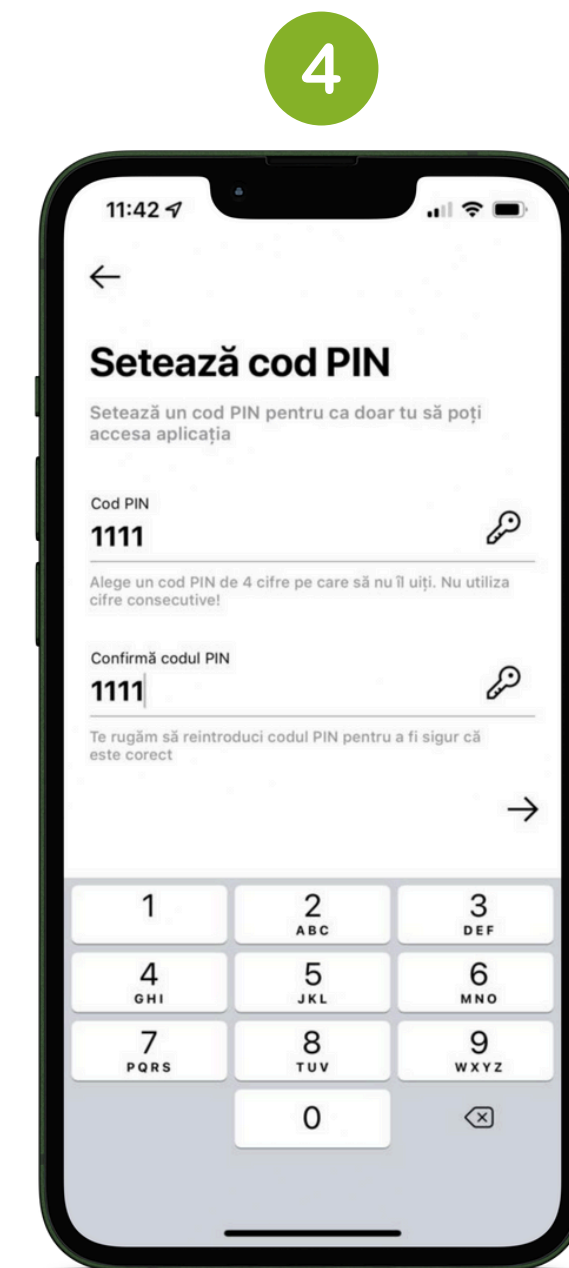 4
11:42
Setează cod PIN
Setează un cod PIN pentru ca doar tu să poți
accesa aplicația
Cod PIN
1111
Alege un cod PIN de 4 cifre pe care să nu îl uiți. Nu utiliza
cifre consecutive!
Confirmă codul PIN
1111
Te rugăm să reintroduci codul PIN pentru a fi sigur că
este corect
1 2 3
ABC DEF
4 5 6
GHI JKL MNO
7 8 9
PQRS TUV WXYZ
0